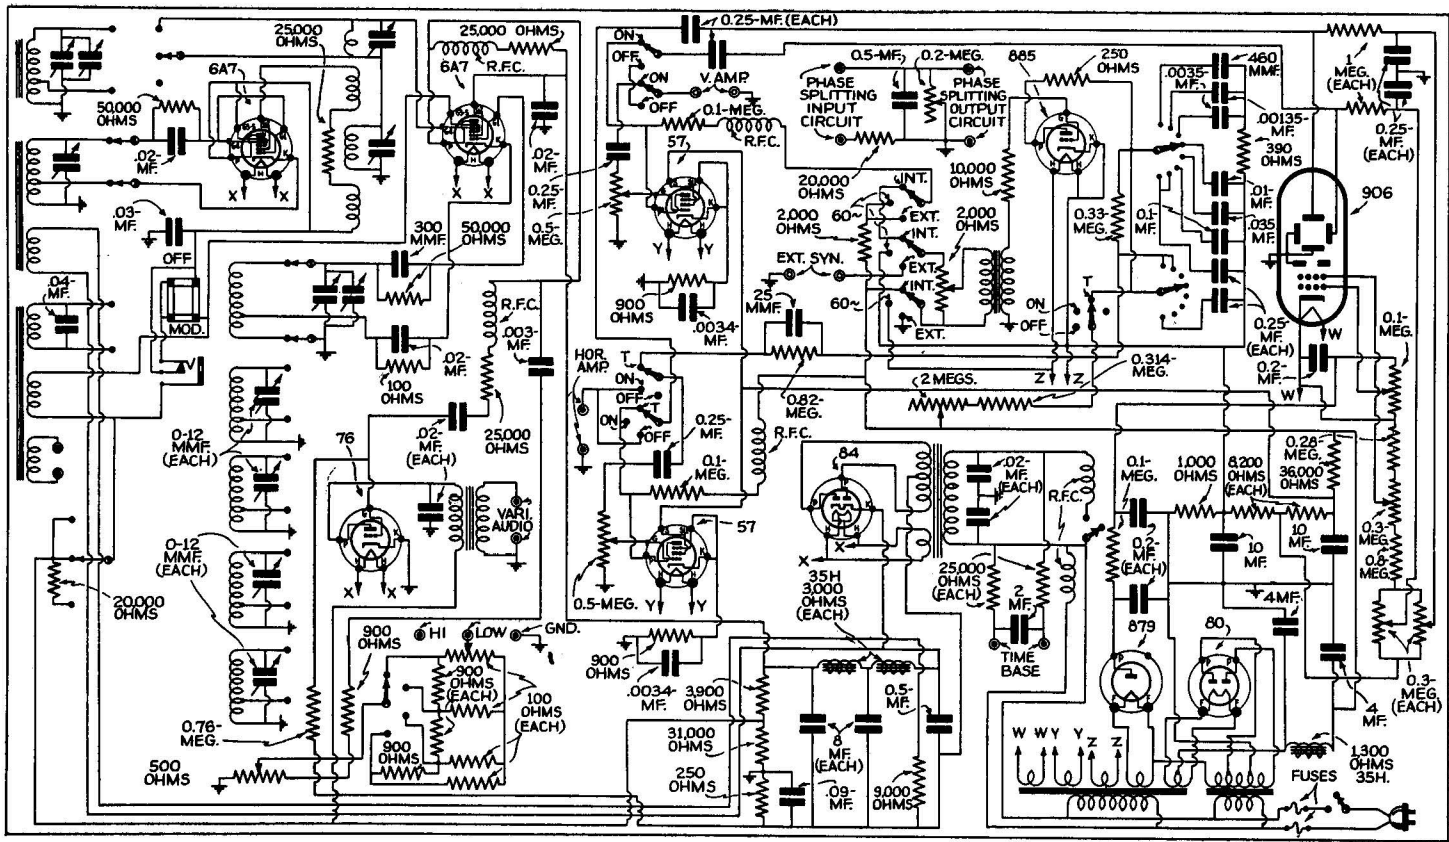 25,000
OHMS
6A7
50,000
OHMS
.02-
MF.
.03-
MF.
OFF
MOD.
.04-
MF.
X X
25,000 OHMS
R.F.C.
6A7
.02-
MF.
X X
300
MMF.
50,000
OHMS
R.F.C.
.003-
MF.
.02-
MF.
100
OHMS
.02-
MF.
(EACH)
25,000
OHMS
0-12
MMF.
(EACH)
76
X X
VARI.
AUDIO
0-12
MMF.
(EACH)
20,000
OHMS
900
OHMS
HI LOW GND.
900
OHMS
(EACH)
100
OHMS
(EACH)
900
OHMS
0.76-
MEG.
500
OHMS
0.25-MF.(EACH)
ON
OFF
ON
OFF
V. AMP.
0.1-MEG.
R.F.C.
57
0.25-
MF.
0.5-
MEG.
Y Y
900
OHMS
.0034-
MF.
25
MMF.
0.82-
MEG.
HOR.
AMP.
T
ON
OFF
T
ON
OFF
0.25-
MF.
0.1-
MEG.
R.F.C.
57
0.5-MEG.
Y Y
900
OHMS
.0034-
MF.
3,900
OHMS
31,000
OHMS
250
OHMS
.09-
MF.
0.5-MF.
0.2-MEG.
PHASE
SPLITTING
INPUT
CIRCUIT
PHASE
SPLITTING
OUTPUT
CIRCUIT
20,000
OHMS
885
250
OHMS
10,000
OHMS
2,000
OHMS
60~
INT.
EXT.
INT.
EXT.
INT.
EXT.
60~
EXT. SYN.
2,000
OHMS
Z Z
0.33-
MEG.
ON
OFF
T
0.314-
MEG.
2 MEGS.
460
MMF.
.0035-
MF.
.00135-
MF.
390
OHMS
.01-
MF.
0.1-
MF.
.035
MF.
0.25-
MF.
(EACH)
1
MEG.
(EACH)
0.25-
MF.
(EACH)
906
W
0.2-
MF.
W
0.1-
MEG.
84
X X
.02-
MF.
(EACH)
R.F.C.
25,000
OHMS
(EACH)
2
MF.
TIME
BASE
35H
3,000
OHMS
(EACH)
8
MF.
(EACH)
0.5-
MF.
9,000
OHMS
0.1-
MEG.
1,000
OHMS
8,200
OHMS
(EACH)
0.28
MEG.
36,000
OHMS
0.2-
MF.
(EACH)
10
MF.
10
MF.
0.3-
MEG.
0.8-
MEG.
4 MF.
879
80
0.3-
MEG.
(EACH)
4
MF.
W W Y Y Z Z
1,300
OHMS
35H.
FUSES